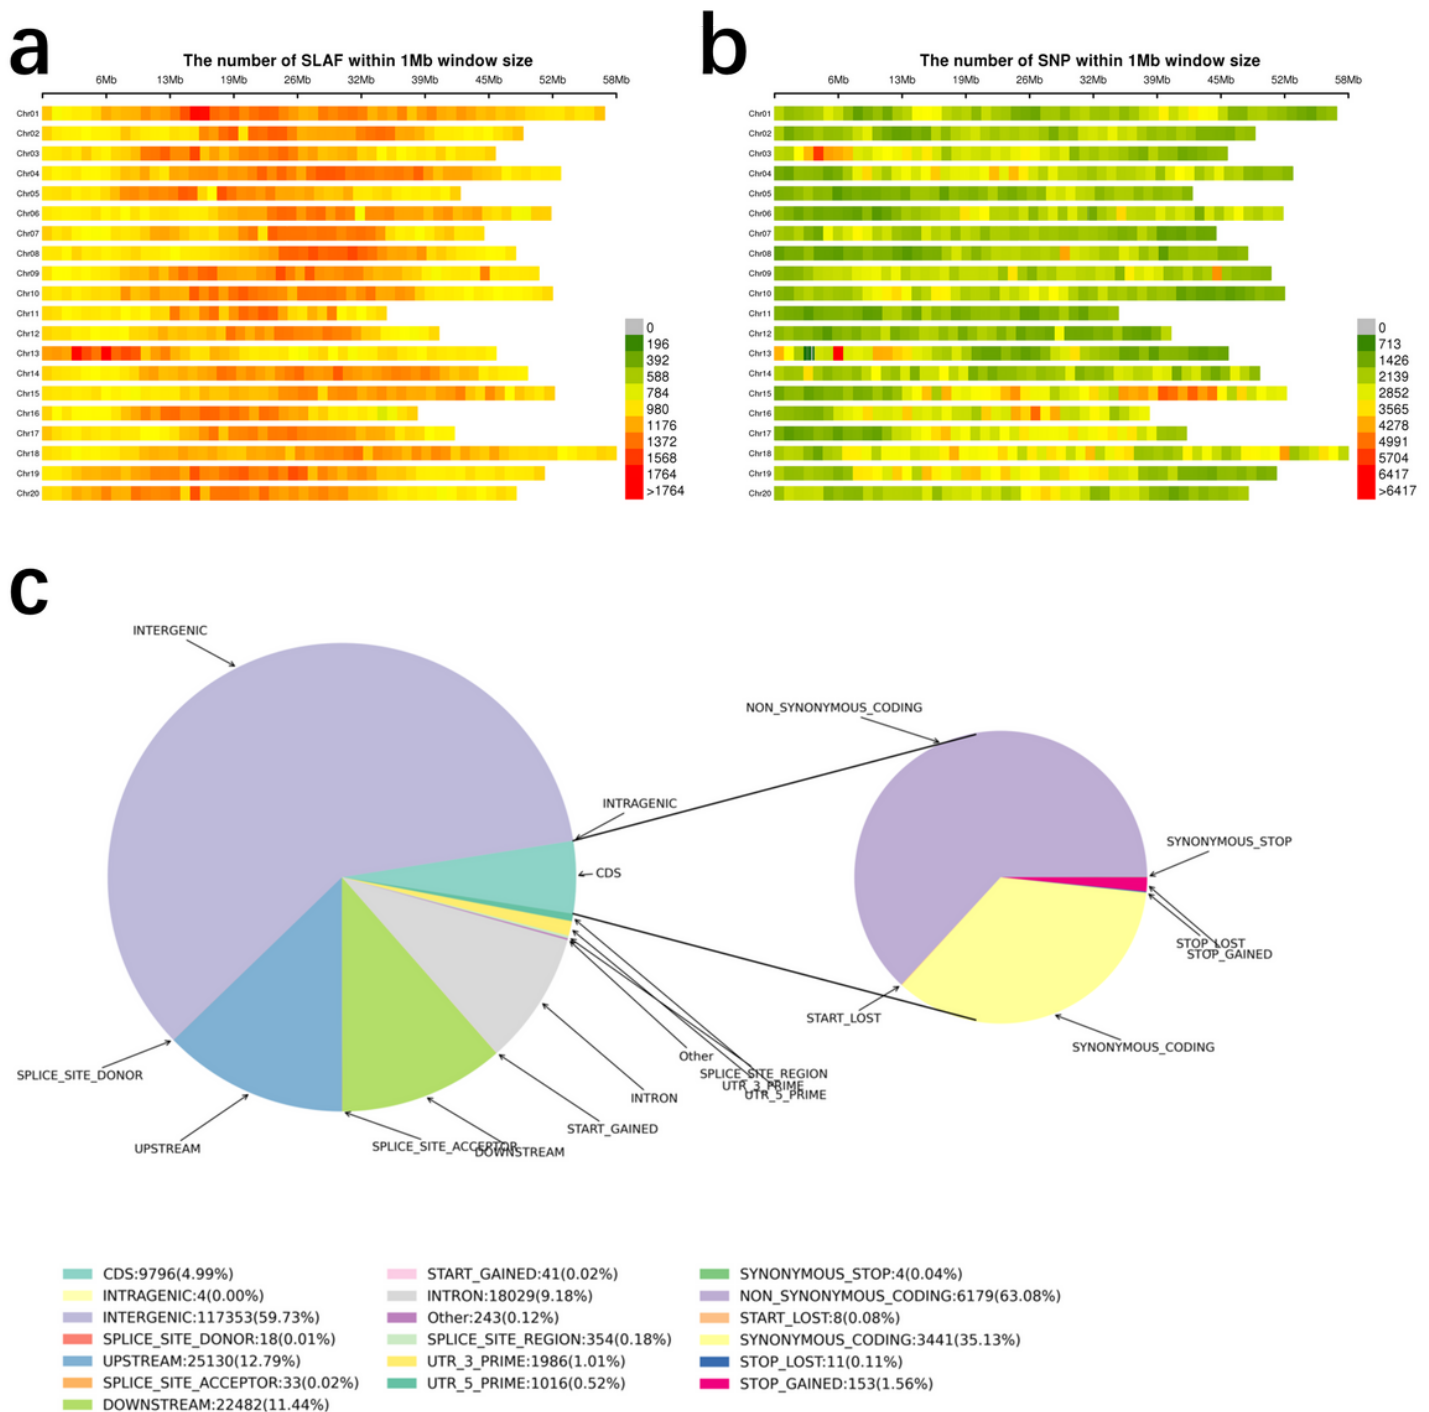 a
The number of SLAF within 1Mb window size
6Mb 13Mb 19Mb 26Mb 32Mb 39Mb 45Mb 52Mb 58Mb
Chr01
Chr02
Chr03
Chr04
Chr05
Chr06
Chr07
Chr08
Chr09
Chr10
Chr11
Chr12
Chr13
Chr14
Chr15
Chr16
Chr17
Chr18
Chr19
Chr20
0
196
392
588
784
980
1176
1372
1568
1764
>1764
b
The number of SNP within 1Mb window size
6Mb 13Mb 19Mb 26Mb 32Mb 39Mb 45Mb 52Mb 58Mb
Chr01
Chr02
Chr03
Chr04
Chr05
Chr06
Chr07
Chr08
Chr09
Chr10
Chr11
Chr12
Chr13
Chr14
Chr15
Chr16
Chr17
Chr18
Chr19
Chr20
0
713
1426
2139
2852
3565
4278
4991
5704
6417
>6417
c
INTERGENIC
INTRAGENIC
CDS
SPLICE_SITE_DONOR
UPSTREAM
SPLICE_SITE_ACCEPTOR
DOWNSTREAM
START_GAINED
INTRON
Other
SPLICE_SITE_REGION
UTR_3_PRIME
UTR_5_PRIME
NON_SYNONYMOUS_CODING
SYNONYMOUS_STOP
STOP_LOST
STOP_GAINED
START_LOST
SYNONYMOUS_CODING
CDS:9796(4.99%)
INTRAGENIC:4(0.00%)
INTERGENIC:117353(59.73%)
SPLICE_SITE_DONOR:18(0.01%)
UPSTREAM:25130(12.79%)
SPLICE_SITE_ACCEPTOR:33(0.02%)
DOWNSTREAM:22482(11.44%)
START_GAINED:41(0.02%)
INTRON:18029(9.18%)
Other:243(0.12%)
SPLICE_SITE_REGION:354(0.18%)
UTR_3_PRIME:1986(1.01%)
UTR_5_PRIME:1016(0.52%)
SYNONYMOUS_STOP:4(0.04%)
NON_SYNONYMOUS_CODING:6179(63.08%)
START_LOST:8(0.08%)
SYNONYMOUS_CODING:3441(35.13%)
STOP_LOST:11(0.11%)
STOP_GAINED:153(1.56%)